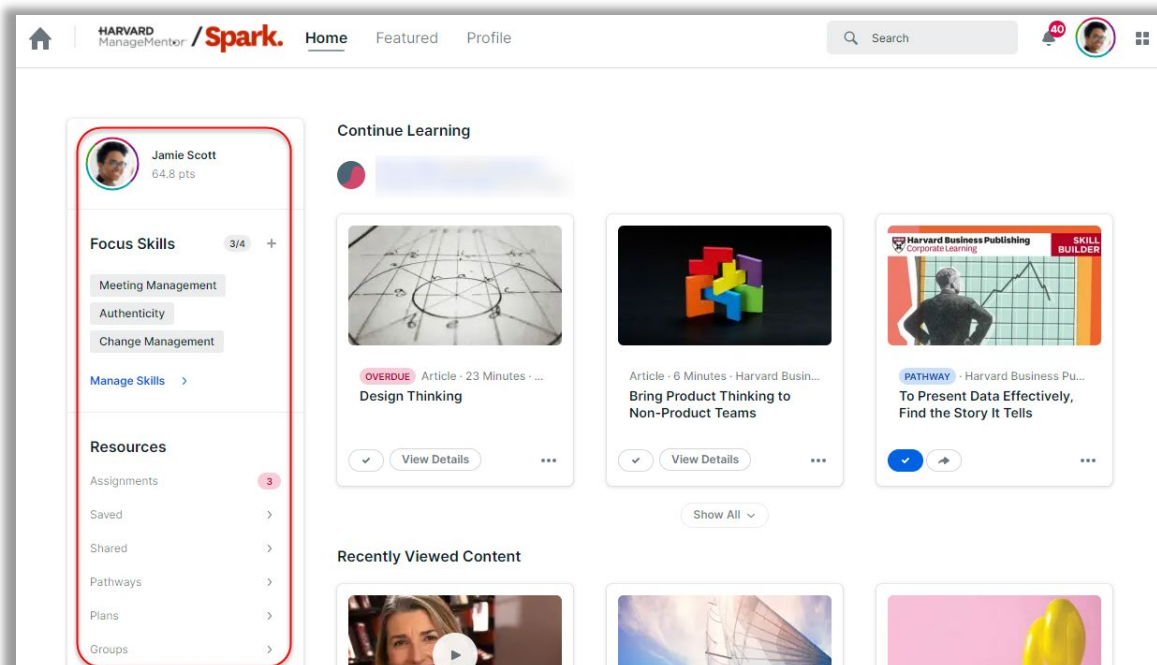 HARVARD
ManageMentor / Spark.
Home
Featured
Profile
Search
40
Jamie Scott
64.8 pts
Focus Skills
3/4
+
Meeting Management
Authenticity
Change Management
Manage Skills
Resources
Assignments
3
Saved
Shared
Pathways
Plans
Groups
Continue Learning
OVERDUE Article · 23 Minutes · ...
Design Thinking
View Details
Article · 6 Minutes · Harvard Busin...
Bring Product Thinking to
Non-Product Teams
View Details
Harvard Business Publishing
Corporate Learning
SKILL
BUILDER
PATHWAY · Harvard Business Pu...
To Present Data Effectively,
Find the Story It Tells
Show All
Recently Viewed Content